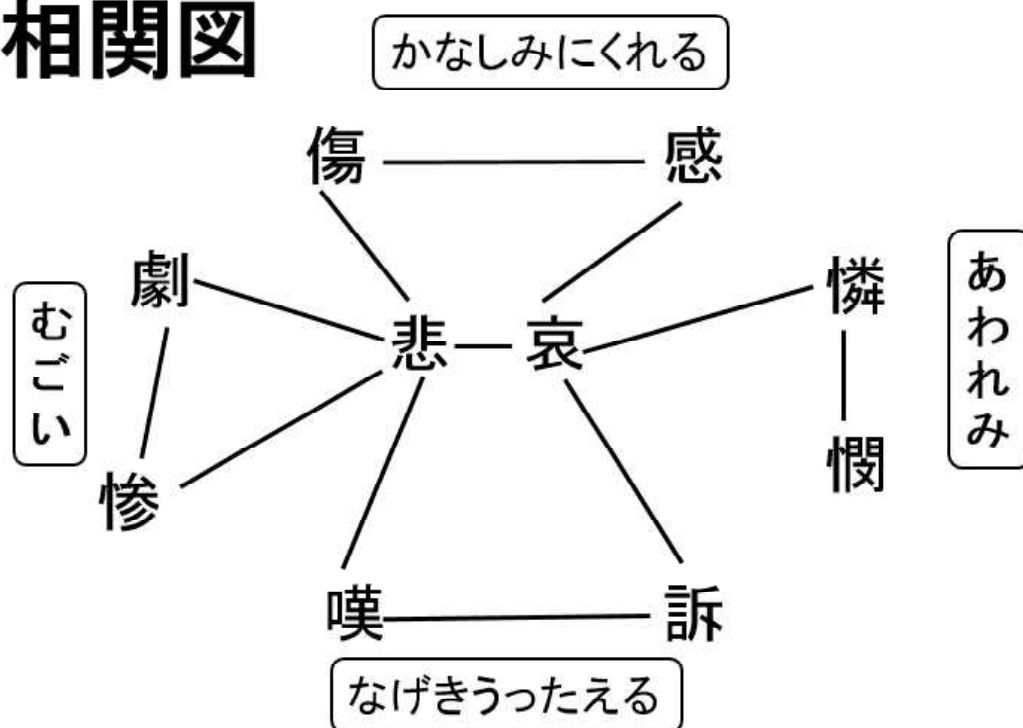 相関図
かなしみにくれる
傷
感
劇
憐
むごい
あわれみ
悲
哀
惨
憫
嘆
訴
なげきうったえる